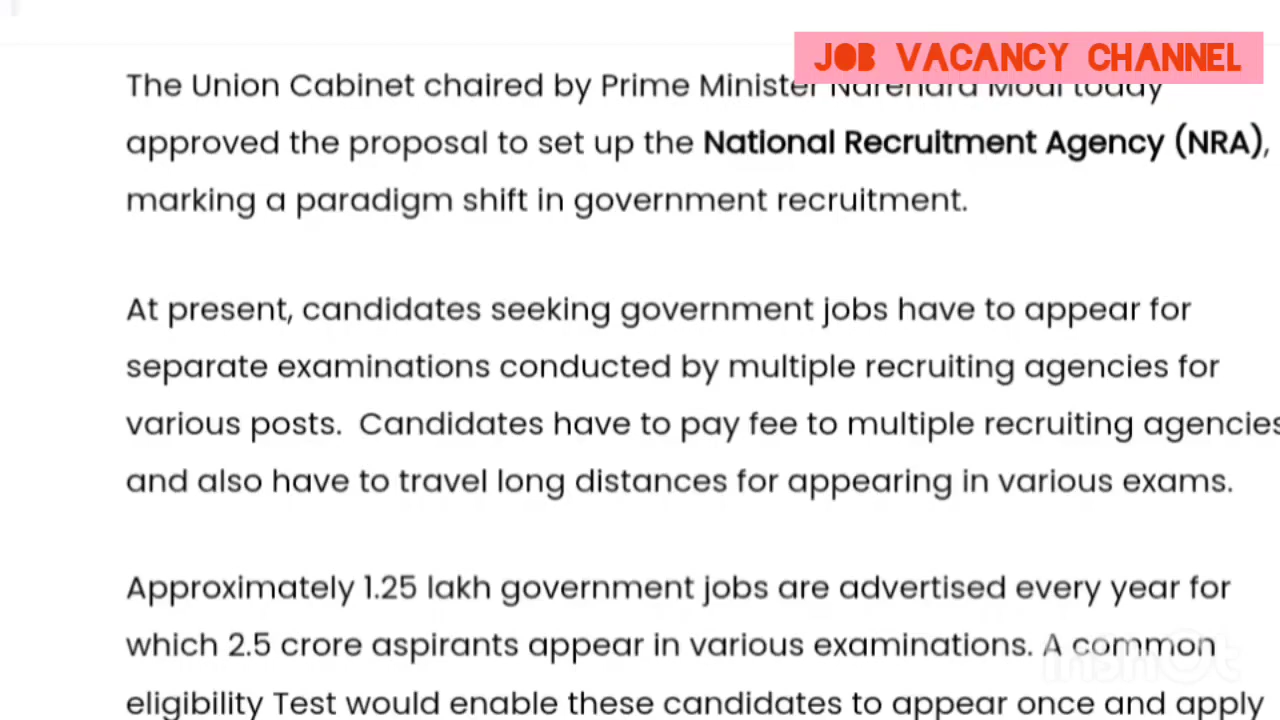 JOB VACANCY CHANNEL
The Union Cabinet chaired by Prime Minister Narendra Modi today
approved the proposal to set up the National Recruitment Agency (NRA),
marking a paradigm shift in government recruitment.
At present, candidates seeking government jobs have to appear for
separate examinations conducted by multiple recruiting agencies for
various posts. Candidates have to pay fee to multiple recruiting agencies
and also have to travel long distances for appearing in various exams.
Approximately 1.25 lakh government jobs are advertised every year for
which 2.5 crore aspirants appear in various examinations. A common
eligibility Test would enable these candidates to appear once and apply